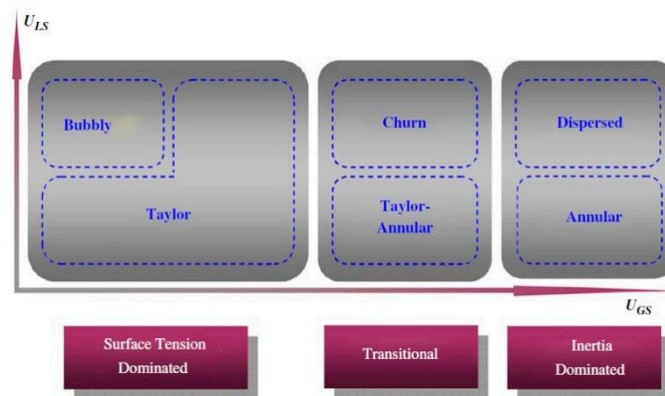 U_LS
Bubbly
Churn
Dispersed
Taylor
Taylor-
Annular
Annular
U_GS
Surface Tension
Dominated
Transitional
Inertia
Dominated